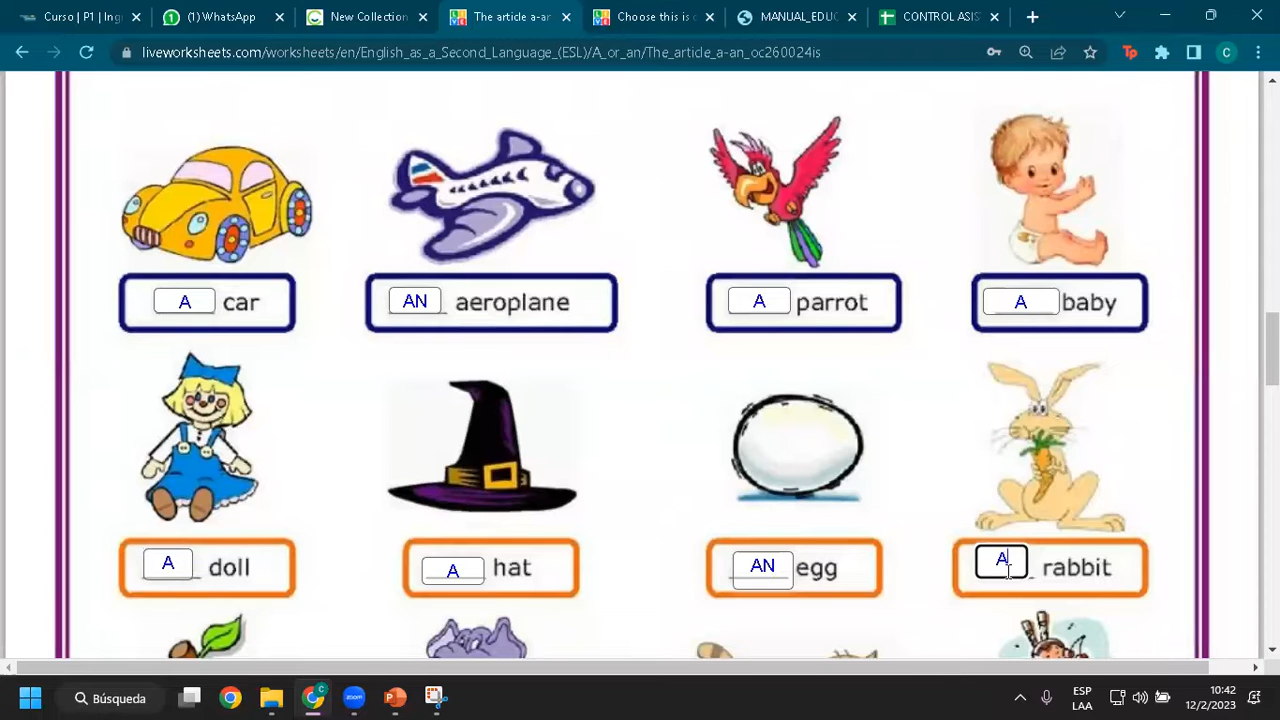 Curso | P1 | Ingr
(1) WhatsApp
New Collection
The article a-an
Choose this is o
MANUAL_EDUC
CONTROL ASIS
liveworksheets.com/worksheets/en/English_as_a_Second_Language_(ESL)/A_or_an/The_article_a-an_oc260024is
A car
AN aeroplane
A parrot
A baby
A doll
A hat
AN egg
A rabbit
Búsqueda
ESP
LAA
10:42
12/2/2023